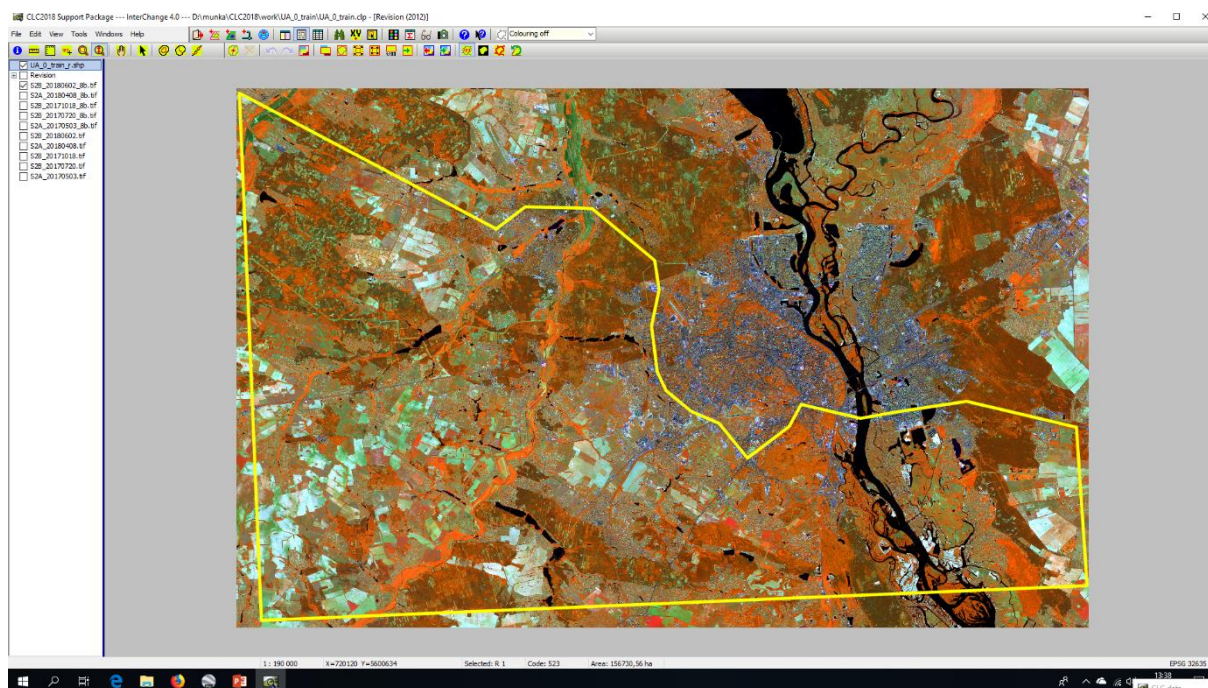 CLC2018 Support Package --- InterChange 4.0 --- D:\munka\CLC2018\work\UA_0_train\UA_0_train.clp - [Revision (2012)]
File Edit View Tools Windows Help
Colouring off
UA_0_train_r.shp
Revision
S2B_20180602_8b.tif
S2A_20180408_8b.tif
S2B_20171018_8b.tif
S2B_20170720_8b.tif
S2A_20170503_8b.tif
S2B_20180602.tif
S2A_20180408.tif
S2B_20171018.tif
S2B_20170720.tif
S2A_20170503.tif
1 : 190 000 X=720120 Y=5600634 Selected: R 1 Code: 523 Area: 156730,56 ha EPSG 32635
13:38
CLC data